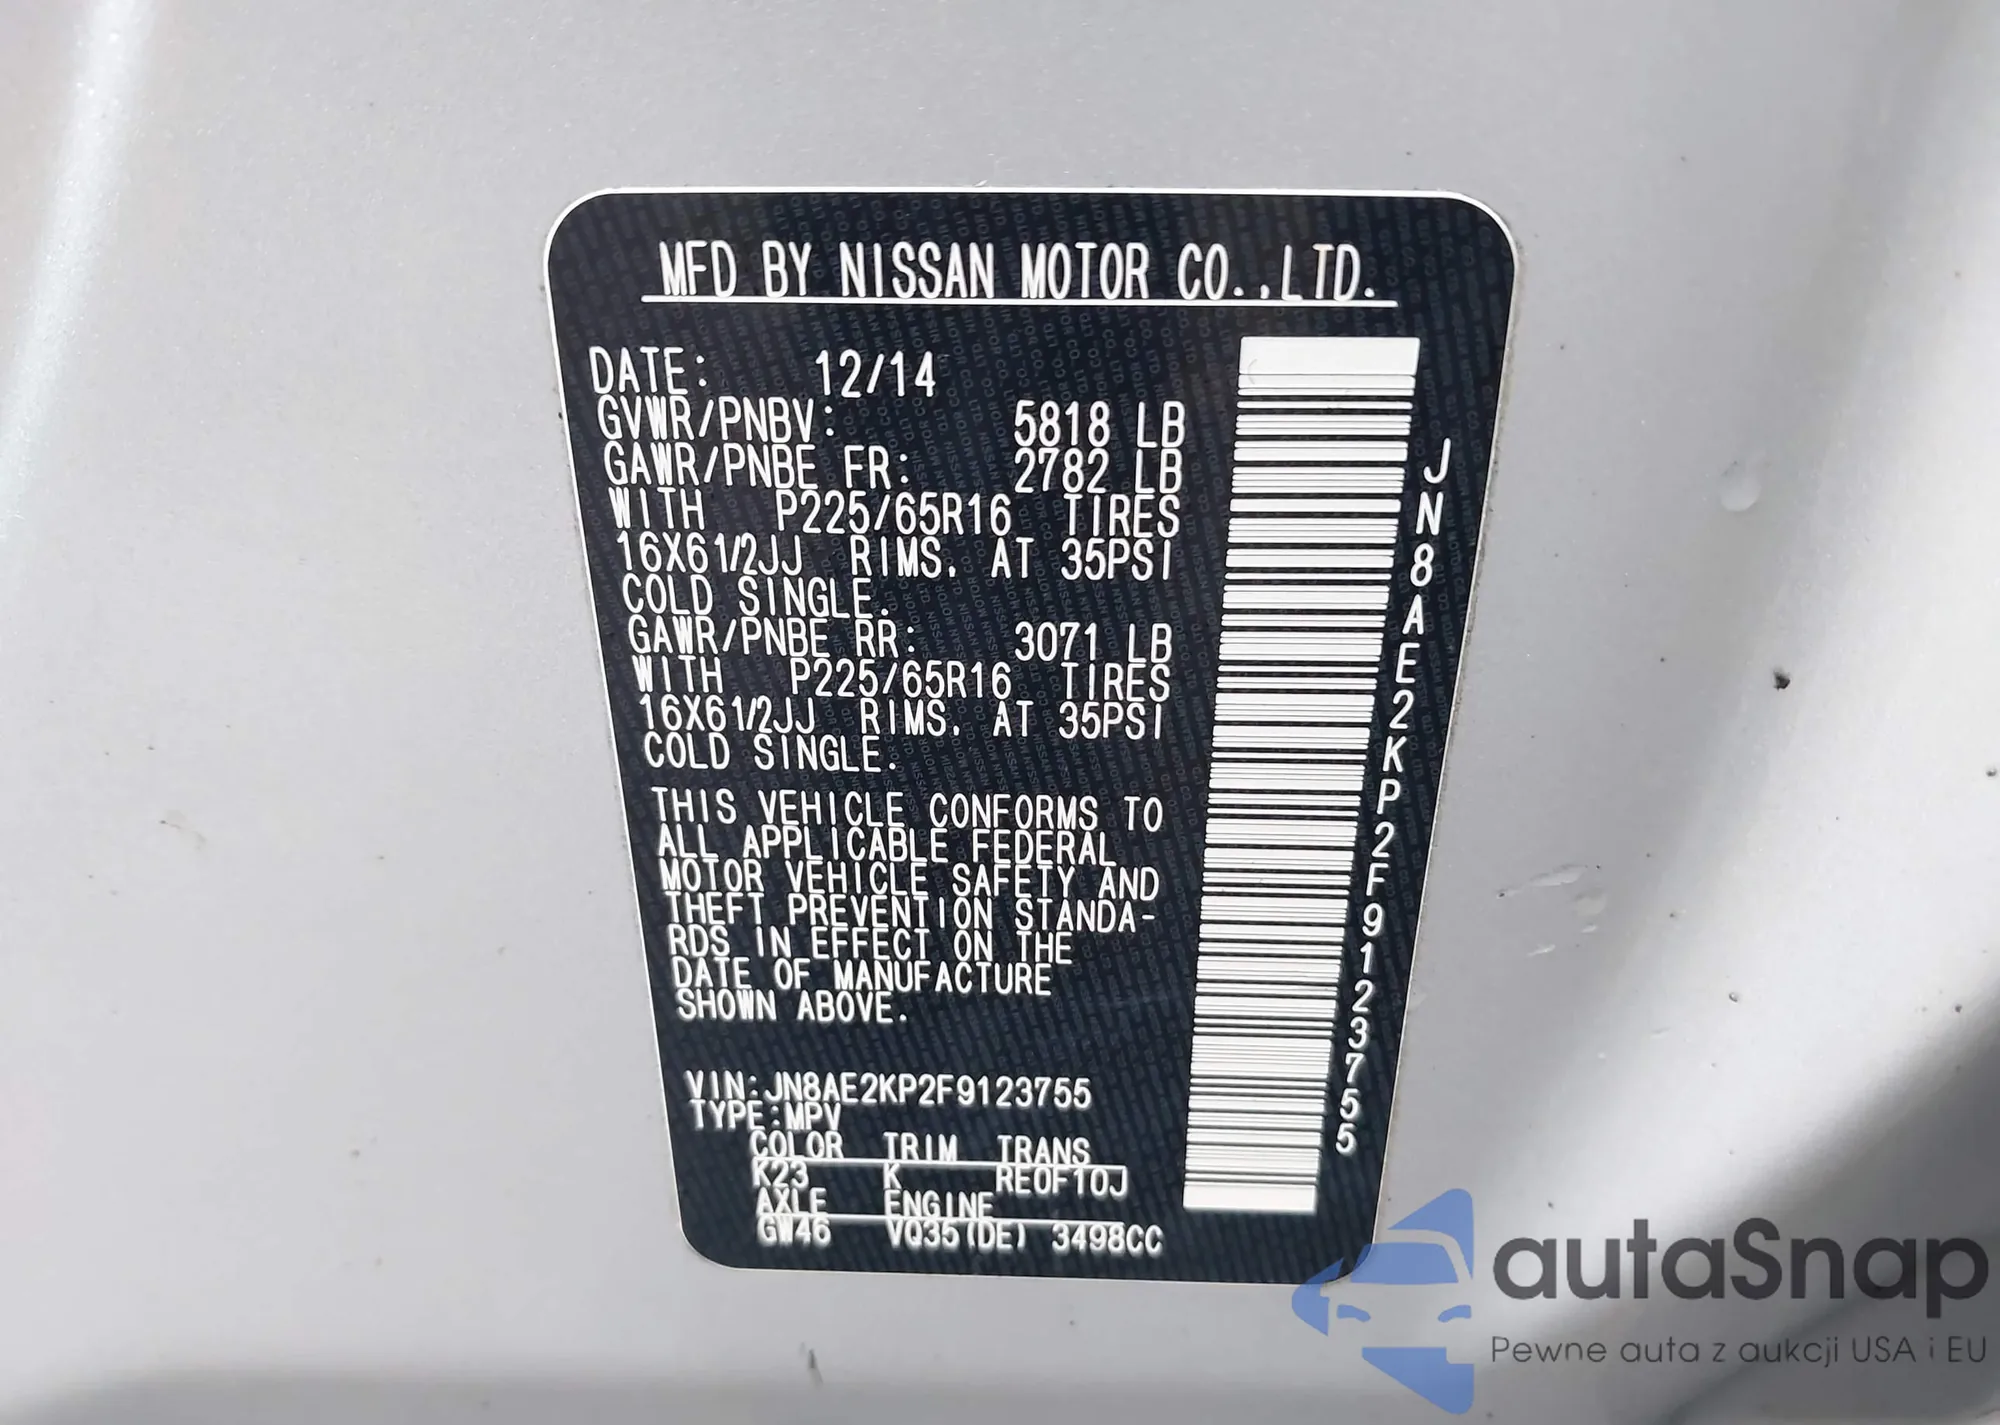 MFD BY NISSAN MOTOR CO.,LTD.
DATE: 12/14
GVWR/PNBV: 5818 LB
GAWR/PNBE FR: 2782 LB
WITH P225/65R16 TIRES
16X61/2JJ RIMS. AT 35PSI
COLD SINGLE.
GAWR/PNBE RR: 3071 LB
WITH P225/65R16 TIRES
16X61/2JJ RIMS. AT 35PSI
COLD SINGLE.
THIS VEHICLE CONFORMS TO
ALL APPLICABLE FEDERAL
MOTOR VEHICLE SAFETY AND
THEFT PREVENTION STANDA-
RDS IN EFFECT ON THE
DATE OF MANUFACTURE
SHOWN ABOVE.
VIN:JN8AE2KP2F9123755
TYPE:MPV
COLOR TRIM TRANS
K23 K RE0F10J
AXLE ENGINE
GW46 VQ35(DE) 3498CC
JN8AE2KP2F9123755
autaSnap
Pewne auta z aukcji USA i EU